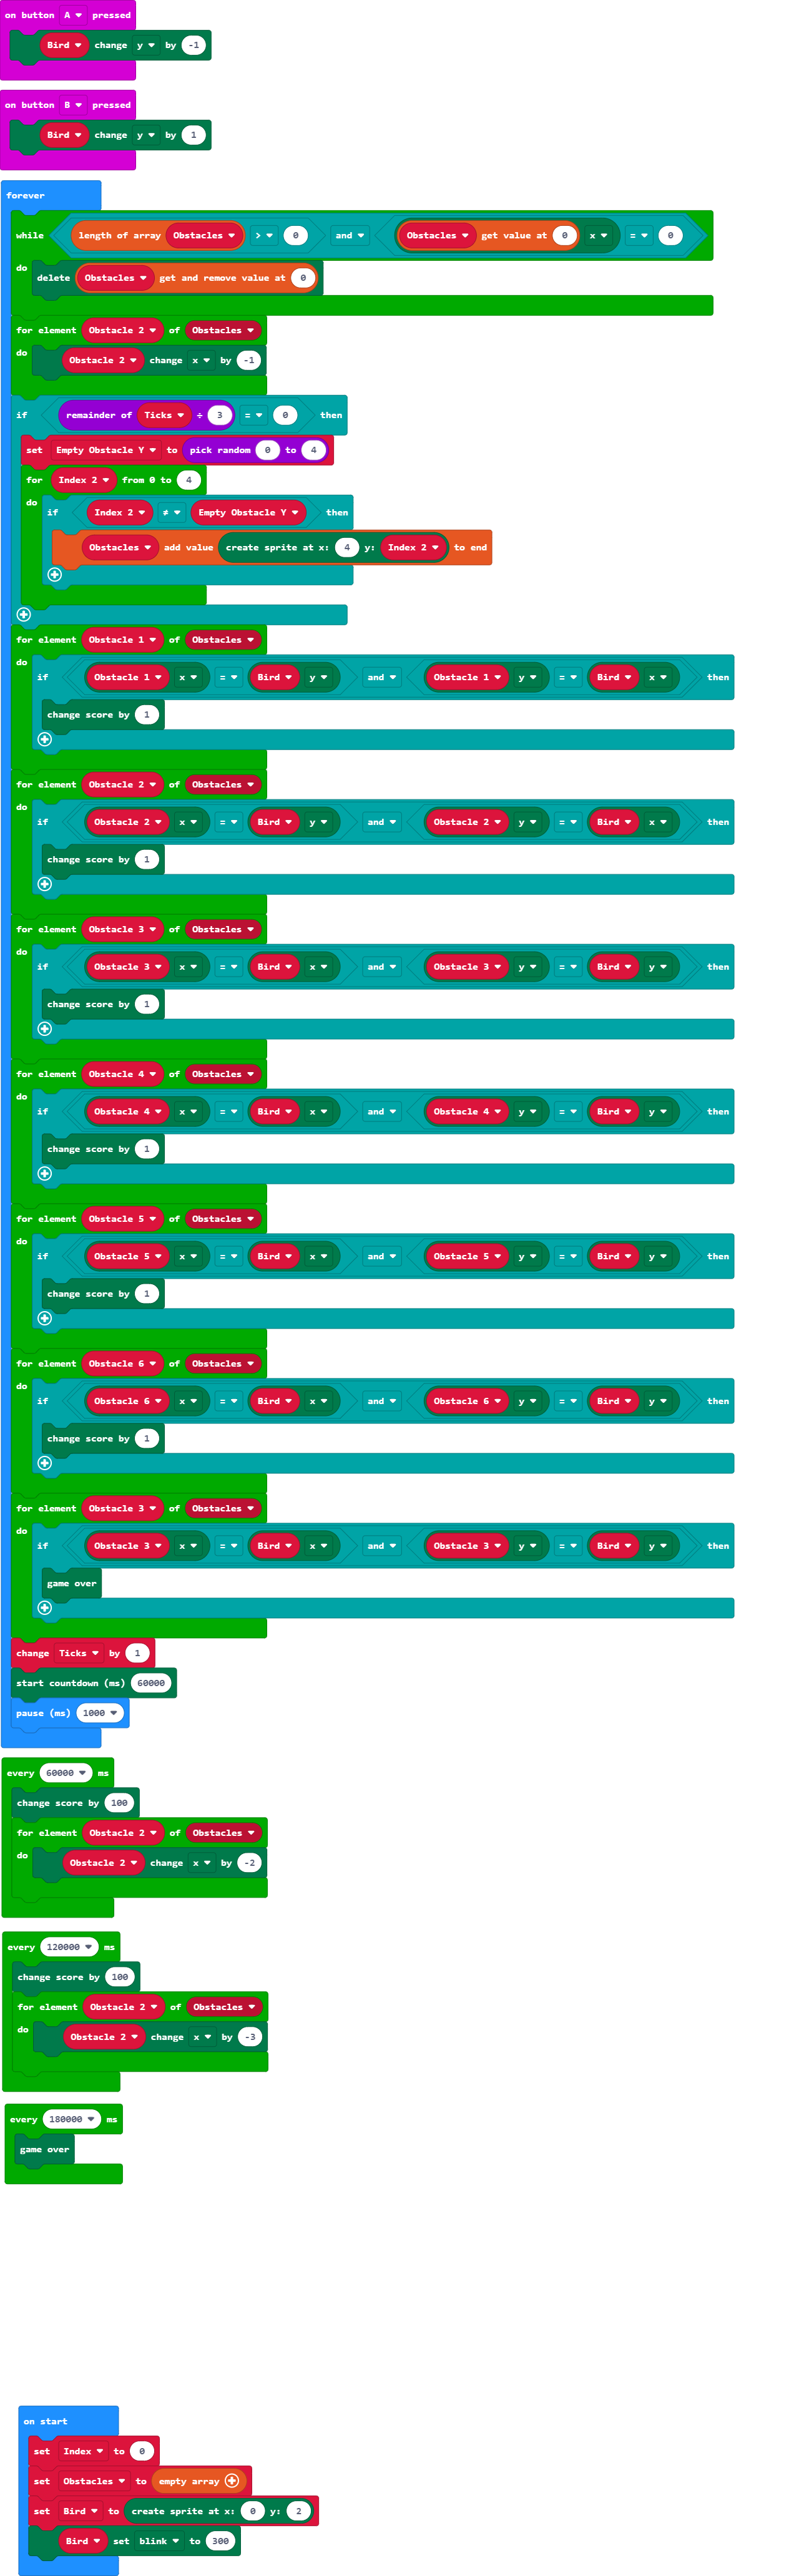 on button A pressed
Bird change y by -1
on button B pressed
Bird change y by 1
forever
while length of array Obstacles > 0 and Obstacles get value at 0 x = 0
do delete Obstacles get and remove value at 0
for element Obstacle 2 of Obstacles
do Obstacle 2 change x by -1
if remainder of Ticks ÷ 3 = 0 then
set Empty Obstacle Y to pick random 0 to 4
for Index 2 from 0 to 4
do if Index 2 ≠ Empty Obstacle Y then
Obstacles add value create sprite at x: 4 y: Index 2 to end
for element Obstacle 1 of Obstacles
do if Obstacle 1 x = Bird y and Obstacle 1 y = Bird x then
change score by 1
for element Obstacle 2 of Obstacles
do if Obstacle 2 x = Bird y and Obstacle 2 y = Bird x then
change score by 1
for element Obstacle 3 of Obstacles
do if Obstacle 3 x = Bird x and Obstacle 3 y = Bird y then
change score by 1
for element Obstacle 4 of Obstacles
do if Obstacle 4 x = Bird x and Obstacle 4 y = Bird y then
change score by 1
for element Obstacle 5 of Obstacles
do if Obstacle 5 x = Bird x and Obstacle 5 y = Bird y then
change score by 1
for element Obstacle 6 of Obstacles
do if Obstacle 6 x = Bird x and Obstacle 6 y = Bird y then
change score by 1
for element Obstacle 3 of Obstacles
do if Obstacle 3 x = Bird x and Obstacle 3 y = Bird y then
game over
change Ticks by 1
start countdown (ms) 60000
pause (ms) 1000
every 60000 ms
change score by 100
for element Obstacle 2 of Obstacles
do Obstacle 2 change x by -2
every 120000 ms
change score by 100
for element Obstacle 2 of Obstacles
do Obstacle 2 change x by -3
every 180000 ms
game over
on start
set Index to 0
set Obstacles to empty array
set Bird to create sprite at x: 0 y: 2
Bird set blink to 300